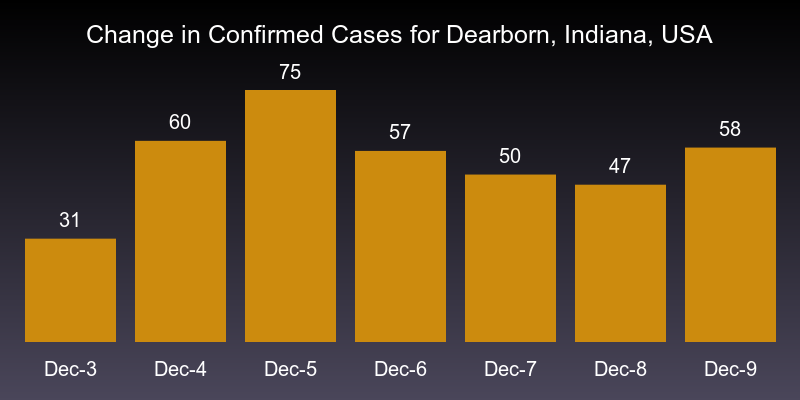 Change in Confirmed Cases for Dearborn, Indiana, USA
31 60 75 57 50 47 58
Dec-3 Dec-4 Dec-5 Dec-6 Dec-7 Dec-8 Dec-9